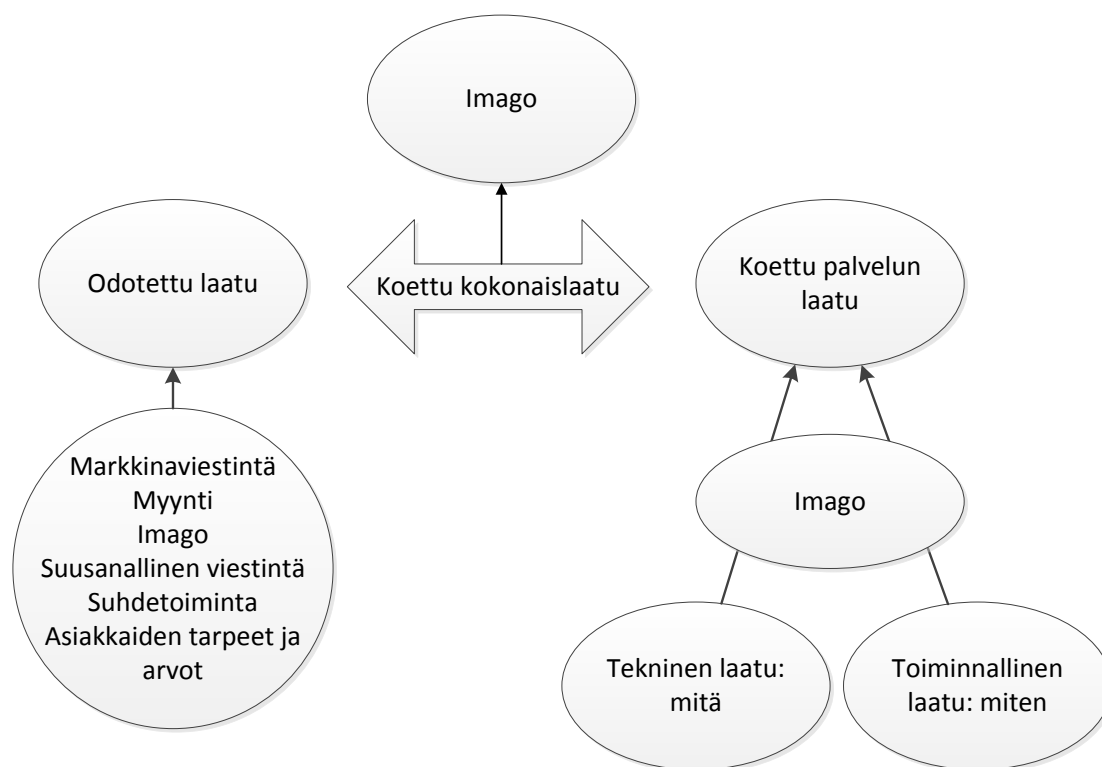 Imago
Odotettu laatu
Koettu kokonaislaatu
Koettu palvelun
laatu
Markkinaviestintä
Myynti
Imago
Suusanallinen viestintä
Suhdetoiminta
Asiakkaiden tarpeet ja
arvot
Imago
Tekninen laatu:
mitä
Toiminnallinen
laatu: miten